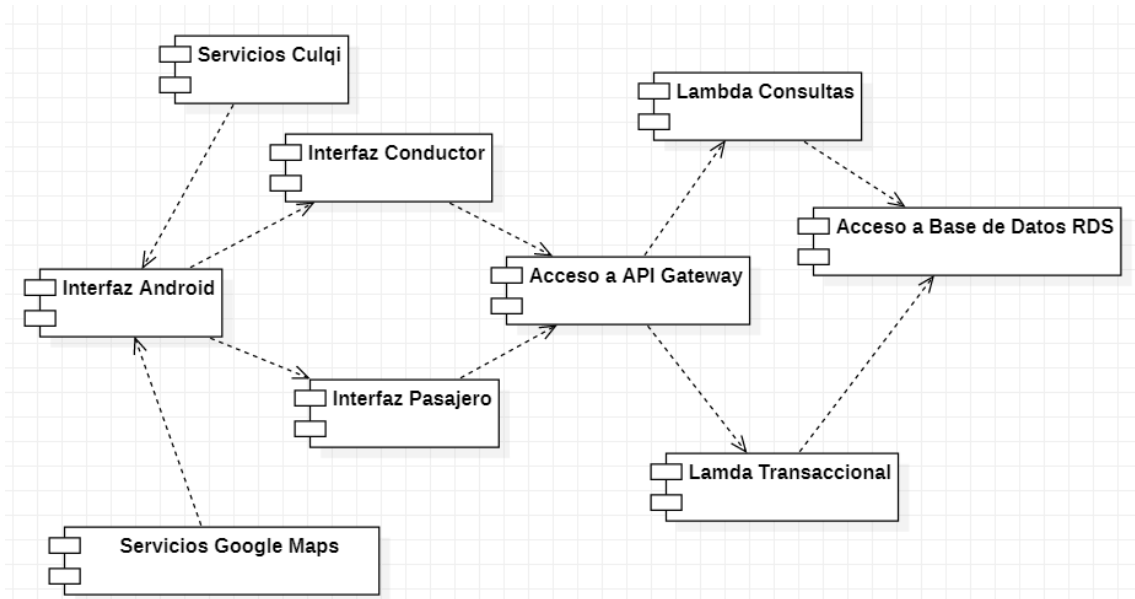 Servicios Culqi
Lambda Consultas
Interfaz Conductor
Acceso a Base de Datos RDS
Interfaz Android
Acceso a API Gateway
Interfaz Pasajero
Lamda Transaccional
Servicios Google Maps